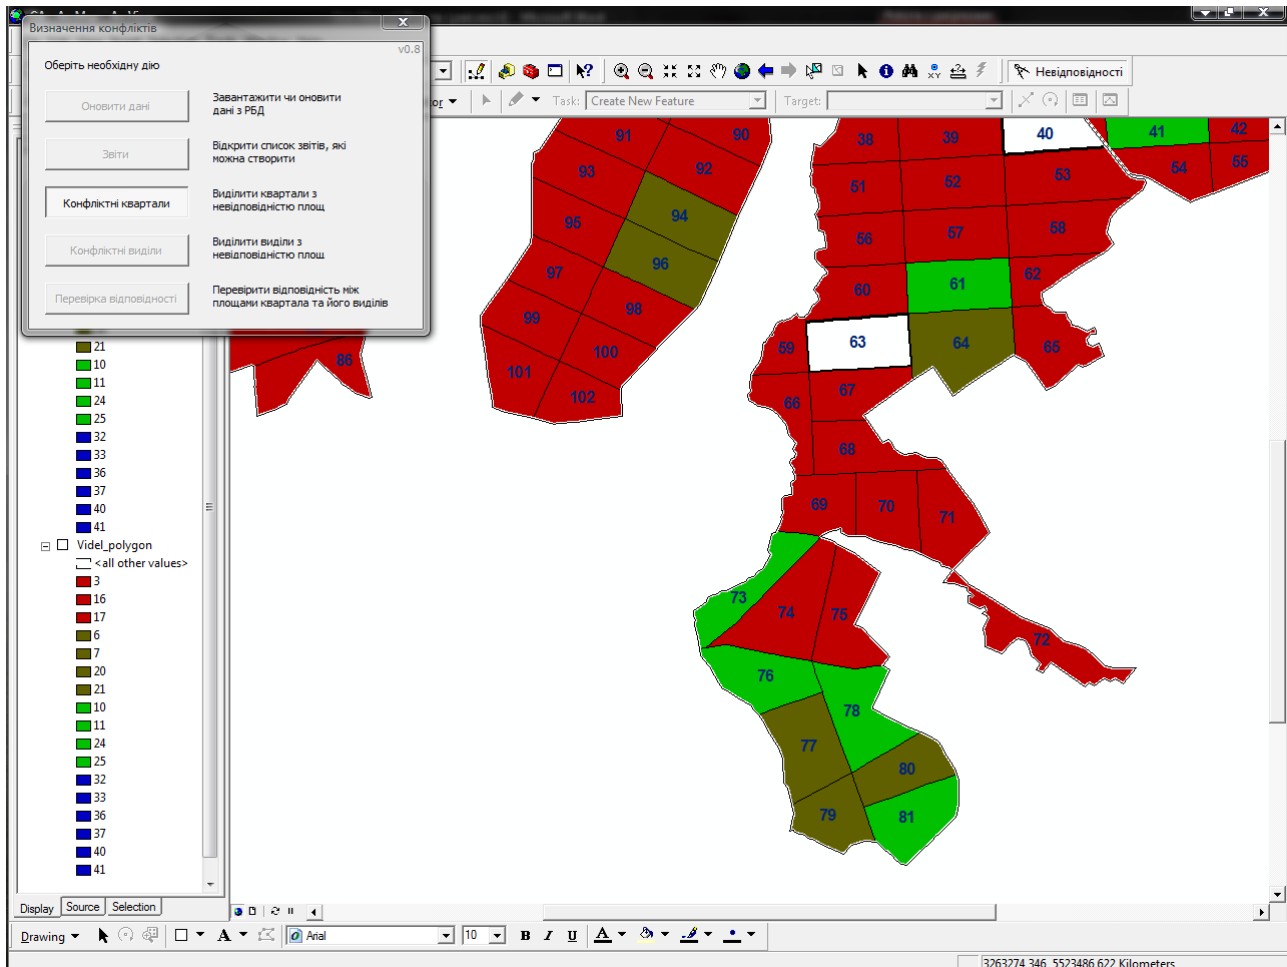 Визначення конфліктів
v0.8
Оберіть необхідну дію
Оновити дані
Завантажити чи оновити
дані з РБД
Звіти
Відкрити список звітів, які
можна створити
Конфліктні квартали
Виділити квартали з
невідповідністю площ
Конфліктні виділи
Виділити виділи з
невідповідністю площ
Перевірка відповідності
Перевірити відповідність між
площами квартала та його виділів
Невідповідності
Task: Create New Feature
Target:
21
10
11
24
25
32
33
36
37
40
41
Videl_polygon
<all other values>
3
16
17
6
7
20
21
10
11
24
25
32
33
36
37
40
41
91
90
93
92
95
94
97
96
99
98
101
100
102
86
38
39
40
41
42
51
52
53
54
55
56
57
58
60
61
62
59
63
64
65
66
67
68
69
70
71
72
73
74
75
76
77
78
79
80
81
Display
Source
Selection
Drawing
Arial
10
B I U A
3263274,346 5523486,622 Kilometers